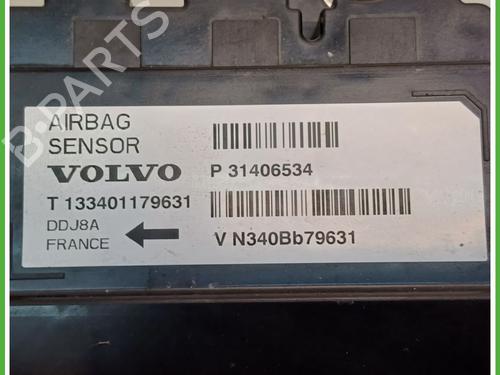 B-PARTS
AIRBAG
SENSOR
VOLVO P 31406534
T 133401179631
DDJ8A
FRANCE V N340Bb79631